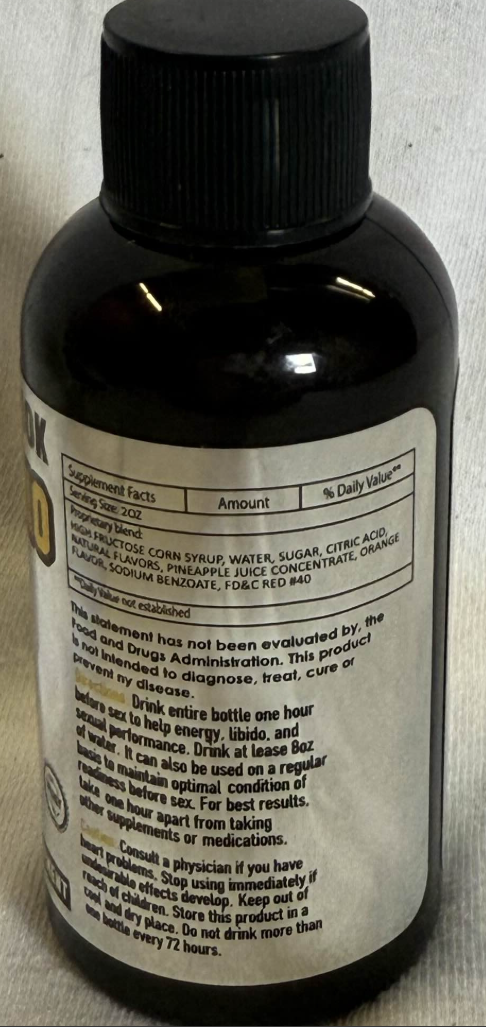 OK
0
Supplement Facts
Serving Size: 2OZ
Amount
% Daily Value**
Proprietary blend:
HIGH FRUCTOSE CORN SYRUP, WATER, SUGAR, CITRIC ACID,
NATURAL FLAVORS, PINEAPPLE JUICE CONCENTRATE, ORANGE
FLAVOR, SODIUM BENZOATE, FD&C RED #40
**Daily Value not established
This statement has not been evaluated by, the
Food and Drugs Administration. This product
is not intended to diagnose, treat, cure or
prevent ny disease.
Directions: Drink entire bottle one hour
before sex to help energy, libido, and
sexual performance. Drink at lease 8oz
of water. It can also be used on a regular
basis to maintain optimal condition of
readiness before sex. For best results,
take one hour apart from taking
other supplements or medications.
Consult a physician if you have
heart problems. Stop using immediately if
undesirable effects develop. Keep out of
reach of children. Store this product in a
cool and dry place. Do not drink more than
one bottle every 72 hours.
ENT